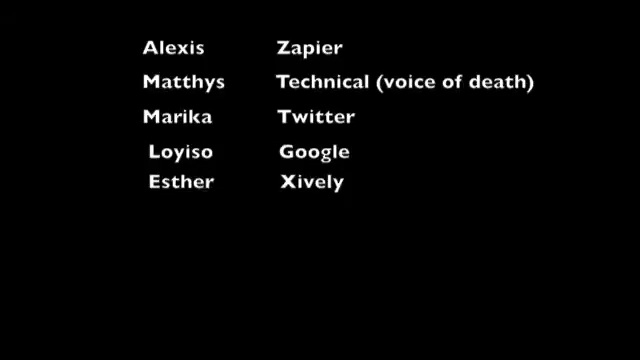 Alexis Zapier
Matthys Technical (voice of death)
Marika Twitter
Loyiso Google
Esther Xively